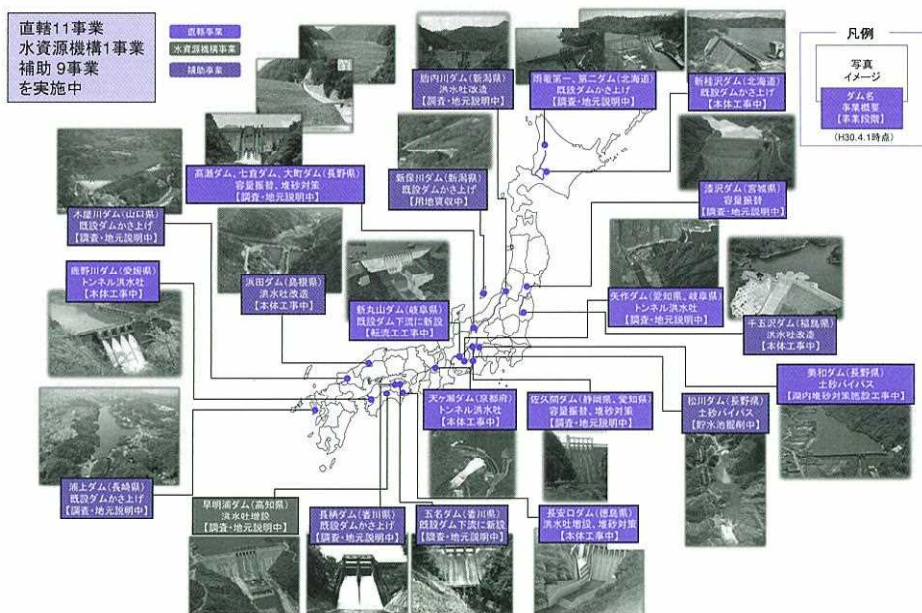 直轄11事業
水資源機構1事業
補助 9事業
を実施中
直轄事業
水資源機構事業
補助事業
凡例
写真
イメージ
ダム名
事業概要
【事業段階】
(H30.4.1時点)
胎内川ダム(新潟県)
洪水吐改造
【調査・地元説明中】
雨竜第一、第二ダム(北海道)
既設ダムかさ上げ
【調査・地元説明中】
新桂沢ダム(北海道)
既設ダムかさ上げ
【本体工事中】
高瀬ダム、七倉ダム、大町ダム(長野県)
容量振替、堆砂対策
【調査・地元説明中】
新保川ダム(新潟県)
既設ダムかさ上げ
【用地買収中】
漆沢ダム(宮城県)
容量振替
【調査・地元説明中】
木屋川ダム(山口県)
既設ダムかさ上げ
【調査・地元説明中】
鹿野川ダム(愛媛県)
トンネル洪水吐
【本体工事中】
浜田ダム(島根県)
洪水吐改造
【本体工事中】
新丸山ダム(岐阜県)
既設ダム下流に新設
【転流工工事中】
矢作ダム(愛知県、岐阜県)
トンネル洪水吐
【調査・地元説明中】
千五沢ダム(福島県)
洪水吐改造
【本体工事中】
美和ダム(長野県)
土砂バイパス
【湖内堆砂対策施設工事中】
天ヶ瀬ダム(京都府)
トンネル洪水吐
【本体工事中】
佐久間ダム(静岡県、愛知県)
容量振替、堆砂対策
【調査・地元説明中】
松川ダム(長野県)
土砂バイパス
【貯水池掘削中】
浦上ダム(長崎県)
既設ダムかさ上げ
【調査・地元説明中】
早明浦ダム(高知県)
洪水吐増設
【調査・地元説明中】
長柄ダム(香川県)
既設ダムかさ上げ
【調査・地元説明中】
五名ダム(香川県)
既設ダム下流に新設
【調査・地元説明中】
長安口ダム(徳島県)
洪水吐増設、堆砂対策
【本体工事中】